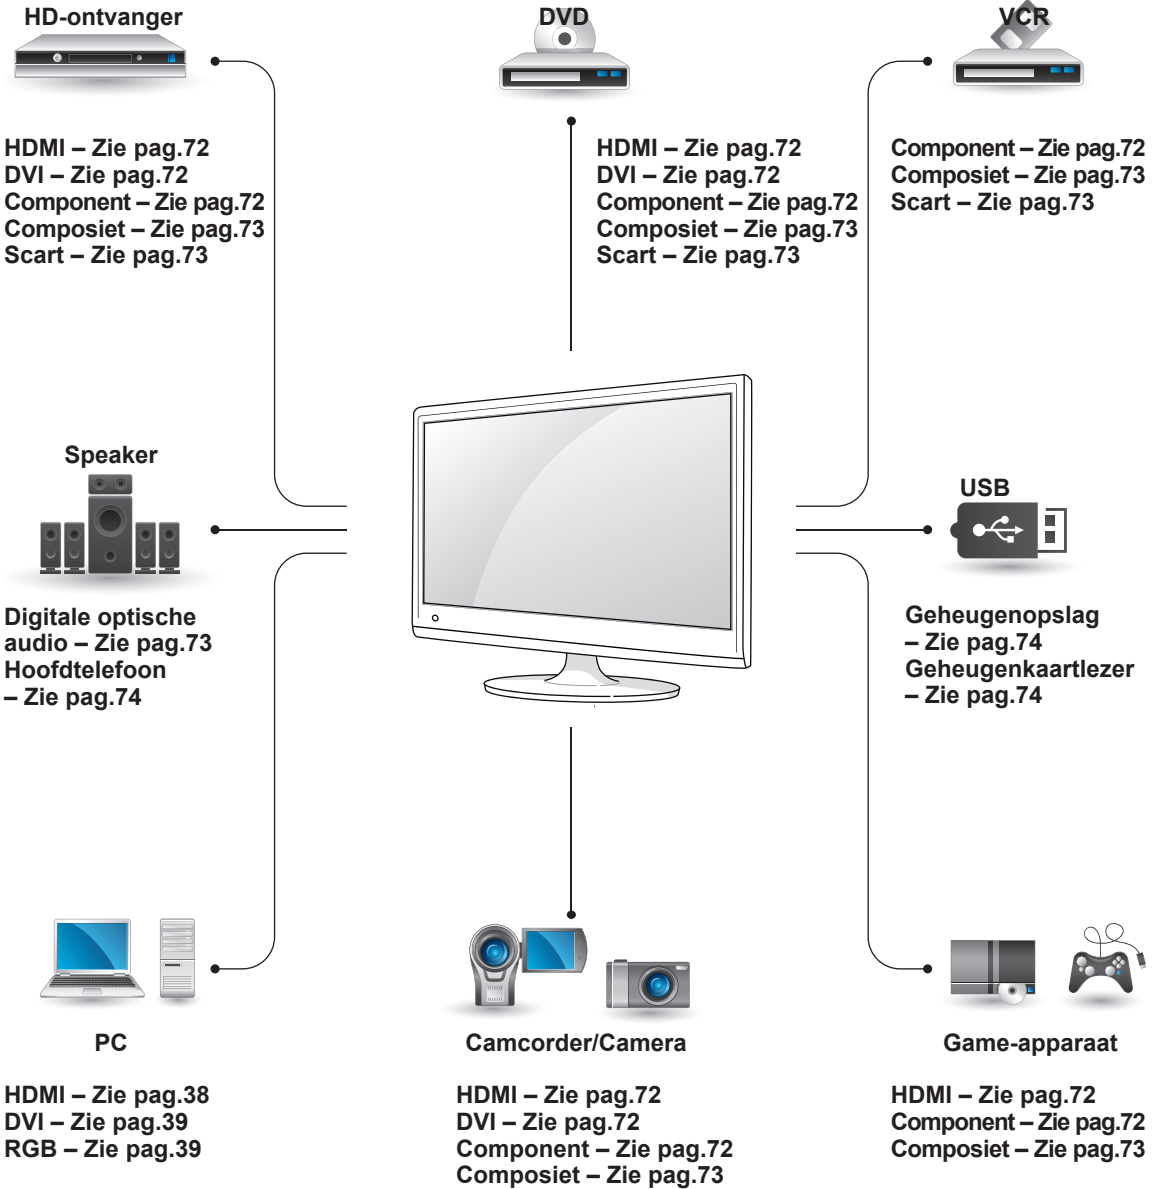 HD-ontvanger
HDMI – Zie pag.72
DVI – Zie pag.72
Component – Zie pag.72
Composiet – Zie pag.73
Scart – Zie pag.73
DVD
HDMI – Zie pag.72
DVI – Zie pag.72
Component – Zie pag.72
Composiet – Zie pag.73
Scart – Zie pag.73
VCR
Component – Zie pag.72
Composiet – Zie pag.73
Scart – Zie pag.73
Speaker
Digitale optische
audio – Zie pag.73
Hoofdtelefoon
– Zie pag.74
USB
Geheugenopslag
– Zie pag.74
Geheugenkaartlezer
– Zie pag.74
PC
HDMI – Zie pag.38
DVI – Zie pag.39
RGB – Zie pag.39
Camcorder/Camera
HDMI – Zie pag.72
DVI – Zie pag.72
Component – Zie pag.72
Composiet – Zie pag.73
Game-apparaat
HDMI – Zie pag.72
Component – Zie pag.72
Composiet – Zie pag.73